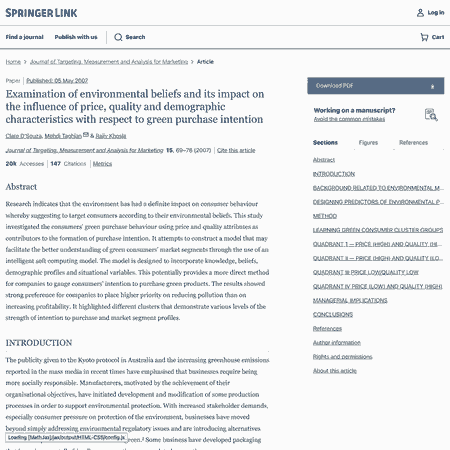 SPRINGER LINK
Log in
Find a journal Publish with us Search Cart
Home > Journal of Targeting, Measurement and Analysis for Marketing > Article
Paper | Published: 05 May 2007
Examination of environmental beliefs and its impact on
the influence of price, quality and demographic
characteristics with respect to green purchase intention
Clare D'Souza, Mehdi Taghian & Rajiv Khosla
Journal of Targeting, Measurement and Analysis for Marketing 15, 69–78 (2007) | Cite this article
20k Accesses | 147 Citations | Metrics
Abstract
Research indicates that the environment has had a definite impact on consumer behaviour
whereby suggesting to target consumers according to their environmental beliefs. This study
investigated the consumers' green purchase behaviour using price and quality attributes as
contributors to the formation of purchase intention. It attempts to construct a model that may
facilitate the better understanding of green consumers' market segments through the use of an
intelligent soft computing model. The model is designed to incorporate knowledge, beliefs,
demographic profiles and situational variables. This potentially provides a more direct method
for companies to gauge consumers' intention to purchase green products. The results showed
strong preference for companies to place higher priority on reducing pollution than on
increasing profitability. It highlighted different clusters that demonstrate various levels of the
strength of intention to purchase and market segment profiles.
INTRODUCTION
The publicity given to the Kyoto protocol in Australia and the increasing greenhouse emissions
reported in the mass media in recent times have emphasised that businesses require being
more socially responsible. Manufacturers, motivated by the achievement of their
organisational objectives, have initiated development and modification of some production
processes in order to support environmental protection. With increased stakeholder demands,
especially consumer pressure on protection of the environment, businesses have moved
beyond simply addressing environmental regulatory issues and are introducing alternatives
Loading [MathJax]/jax/output/HTML-CSS/config.js
Some business have developed packaging
Download PDF
Working on a manuscript?
Avoid the common mistakes
Sections Figures References
Abstract
INTRODUCTION
BACKGROUND RELATED TO ENVIRONMENTAL M...
DESIGNING PREDICTORS OF ENVIRONMENTAL P...
METHOD
LEARNING GREEN CONSUMER CLUSTER GROUPS
QUADRANT I — PRICE (HIGH) AND QUALITY (HI...
QUADRANT II — PRICE (HIGH) AND QUALITY (LO...
QUADRANT III PRICE LOW/QUALITY LOW
QUADRANT IV PRICE (LOW) AND QUALITY (HIGH)
MANAGERIAL IMPLICATIONS
CONCLUSIONS
References
Author information
Rights and permissions
About this article